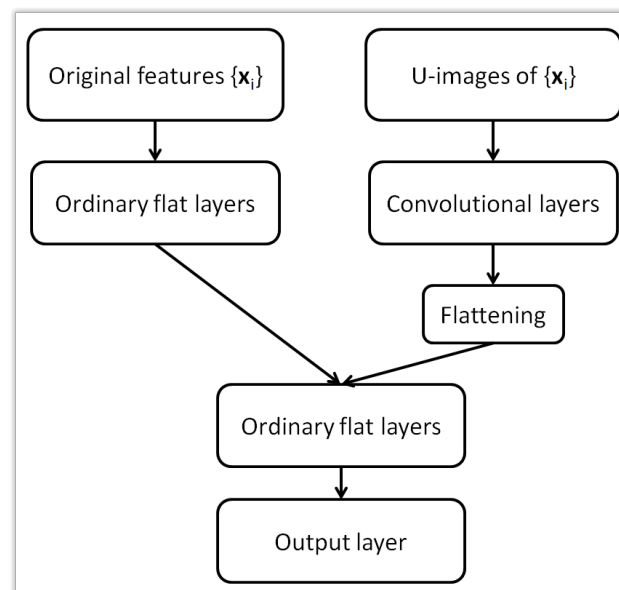 Original features {xᵢ}
U-images of {xᵢ}
Ordinary flat layers
Convolutional layers
Flattening
Ordinary flat layers
Output layer